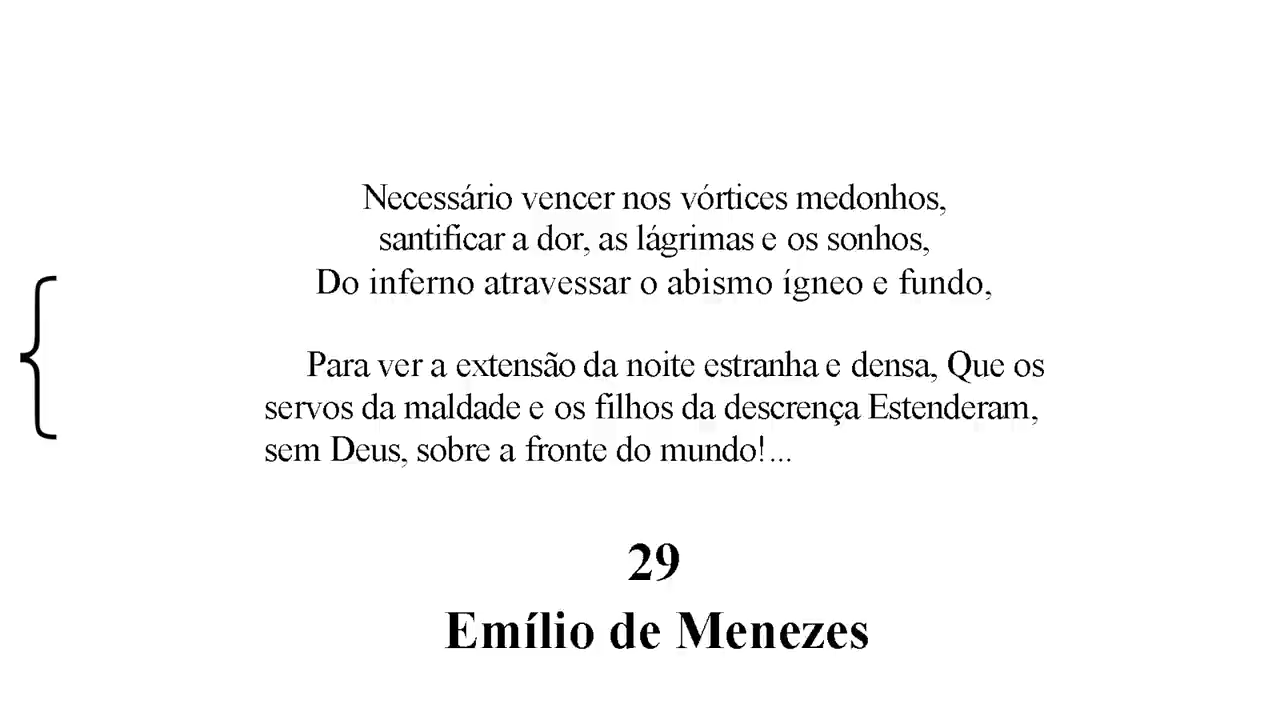 Necessário vencer nos vórtices medonhos,
santificar a dor, as lágrimas e os sonhos,
Do inferno atravessar o abismo ígneo e fundo,
Para ver a extensão da noite estranha e densa, Que os
servos da maldade e os filhos da descrença Estenderam,
sem Deus, sobre a fronte do mundo!...
29
Emílio de Menezes